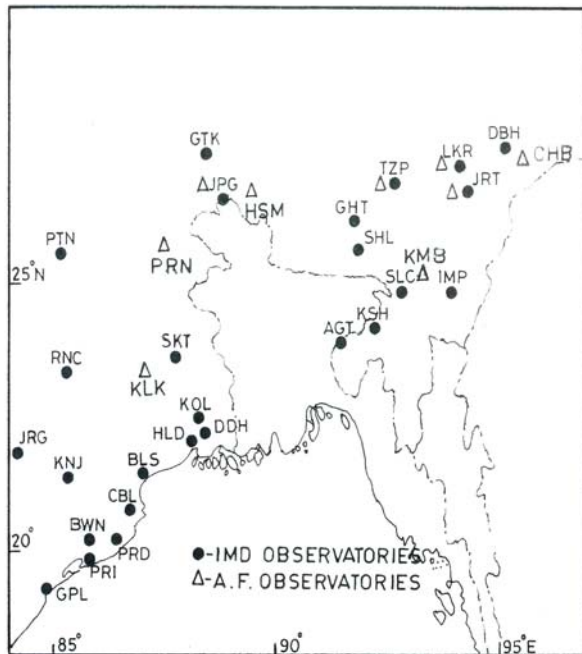 DBH
GTK
LKR
CHB
TZP
JPG
JRT
HSM
GHT
PTN
SHL
PRN
KMB
25°N
SLC
IMP
KSH
AGT
SKT
RNC
KLK
KOL
DDH
HLD
JRG
BLS
KNJ
CBL
BWN
20°
PRD
●-IMD OBSERVATORIES
PRI
△-A.F. OBSERVATORIES
GPL
85°
90°
95°E